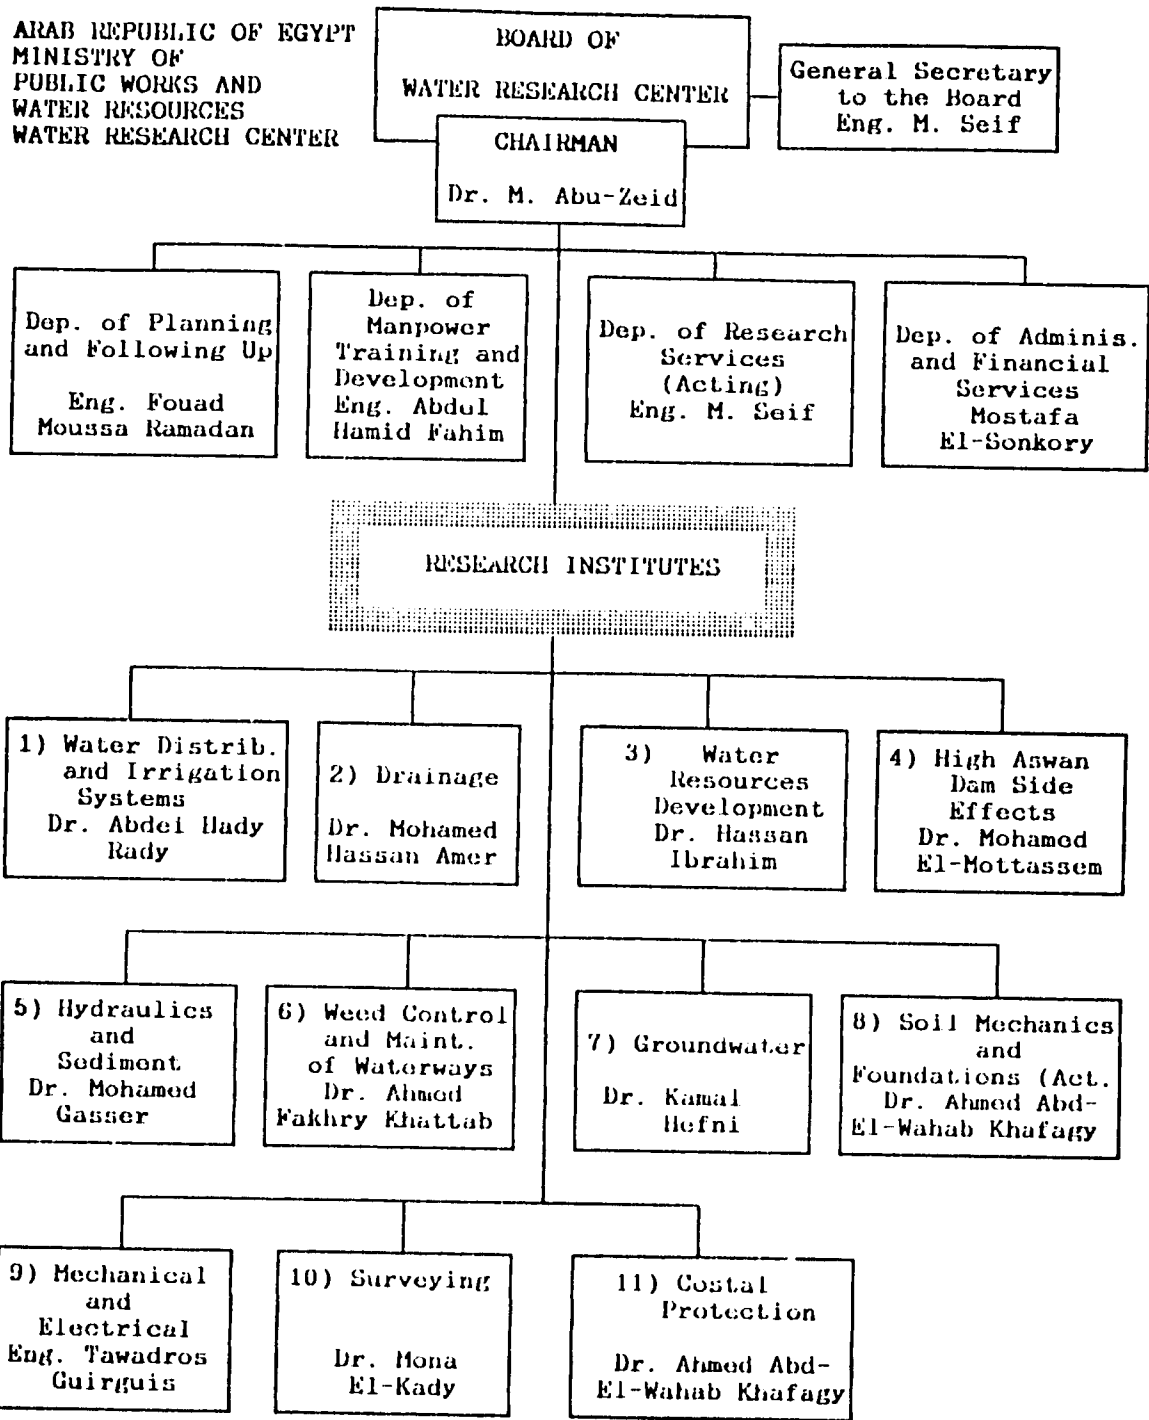 ARAB REPUBLIC OF EGYPT
MINISTRY OF
PUBLIC WORKS AND
WATER RESOURCES
WATER RESEARCH CENTER
BOARD OF
WATER RESEARCH CENTER
CHAIRMAN
Dr. M. Abu-Zeid
General Secretary
to the Board
Eng. M. Seif
Dep. of Planning
and Following Up
Eng. Fouad
Moussa Ramadan
Dep. of
Manpower
Training and
Development
Eng. Abdul
Hamid Fahim
Dep. of Research
Services
(Acting)
Eng. M. Seif
Dep. of Adminis.
and Financial
Services
Mostafa
El-Sonkory
RESEARCH INSTITUTES
1) Water Distrib.
and Irrigation
Systems
Dr. Abdei Hady
Rady
2) Drainage
Dr. Mohamed
Hassan Amer
3) Water
Resources
Development
Dr. Hassan
Ibrahim
4) High Aswan
Dam Side
Effects
Dr. Mohamed
El-Mottassem
5) Hydraulics
and
Sediment
Dr. Mohamed
Gasser
6) Weed Control
and Maint.
of Waterways
Dr. Ahmed
Fakhry Khattab
7) Groundwater
Dr. Kamal
Hefni
8) Soil Mechanics
and
Foundations (Act.
Dr. Ahmed Abd-
El-Wahab Khafagy
9) Mechanical
and
Electrical
Eng. Tawadros
Guirguis
10) Surveying
Dr. Mona
El-Kady
11) Costal
Protection
Dr. Ahmed Abd-
El-Wahab Khafagy